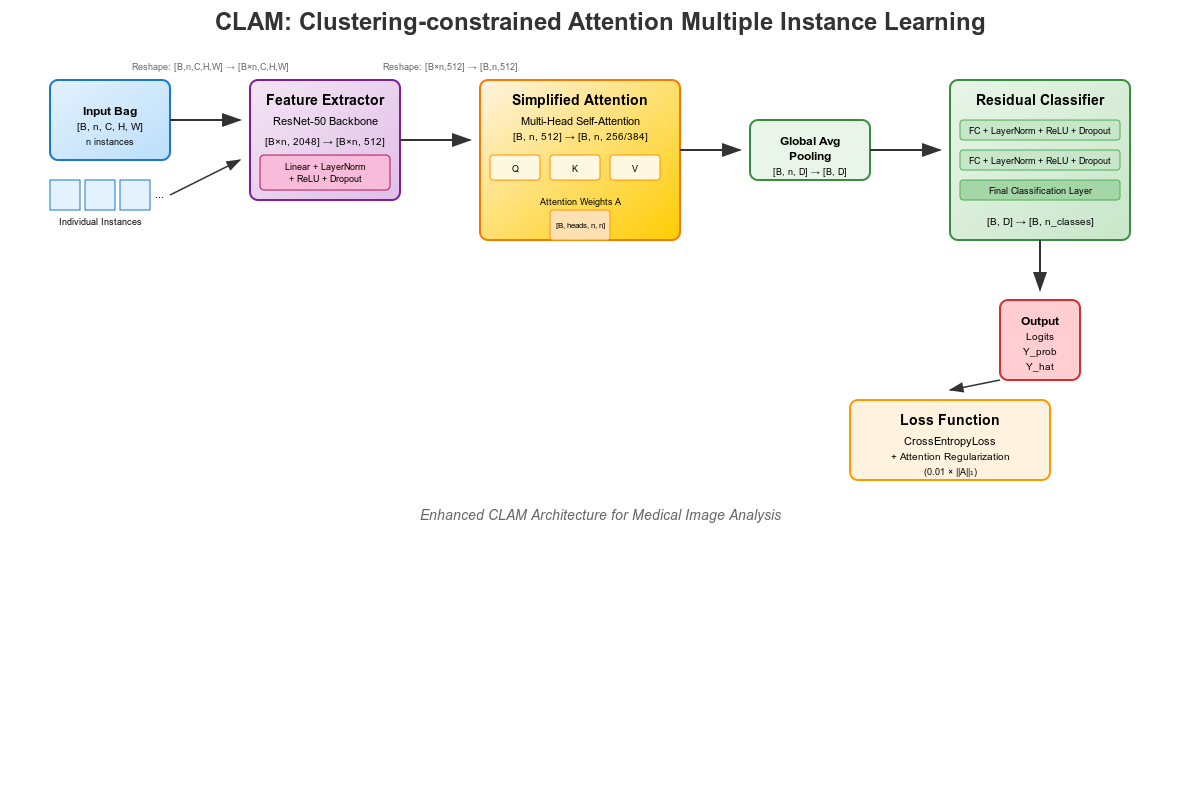 CLAM: Clustering-constrained Attention Multiple Instance Learning
Reshape: [B,n,C,H,W] → [B×n,C,H,W]
Reshape: [B×n,512] → [B,n,512]
Input Bag
[B, n, C, H, W]
n instances
...
Individual Instances
Feature Extractor
ResNet-50 Backbone
[B×n, 2048] → [B×n, 512]
Linear + LayerNorm
+ ReLU + Dropout
Simplified Attention
Multi-Head Self-Attention
[B, n, 512] → [B, n, 256/384]
Q K V
Attention Weights A
[B, heads, n, n]
Global Avg
Pooling
[B, n, D] → [B, D]
Residual Classifier
FC + LayerNorm + ReLU + Dropout
FC + LayerNorm + ReLU + Dropout
Final Classification Layer
[B, D] → [B, n_classes]
Output
Logits
Y_prob
Y_hat
Loss Function
CrossEntropyLoss
+ Attention Regularization
(0.01 × ||A||₁)
Enhanced CLAM Architecture for Medical Image Analysis